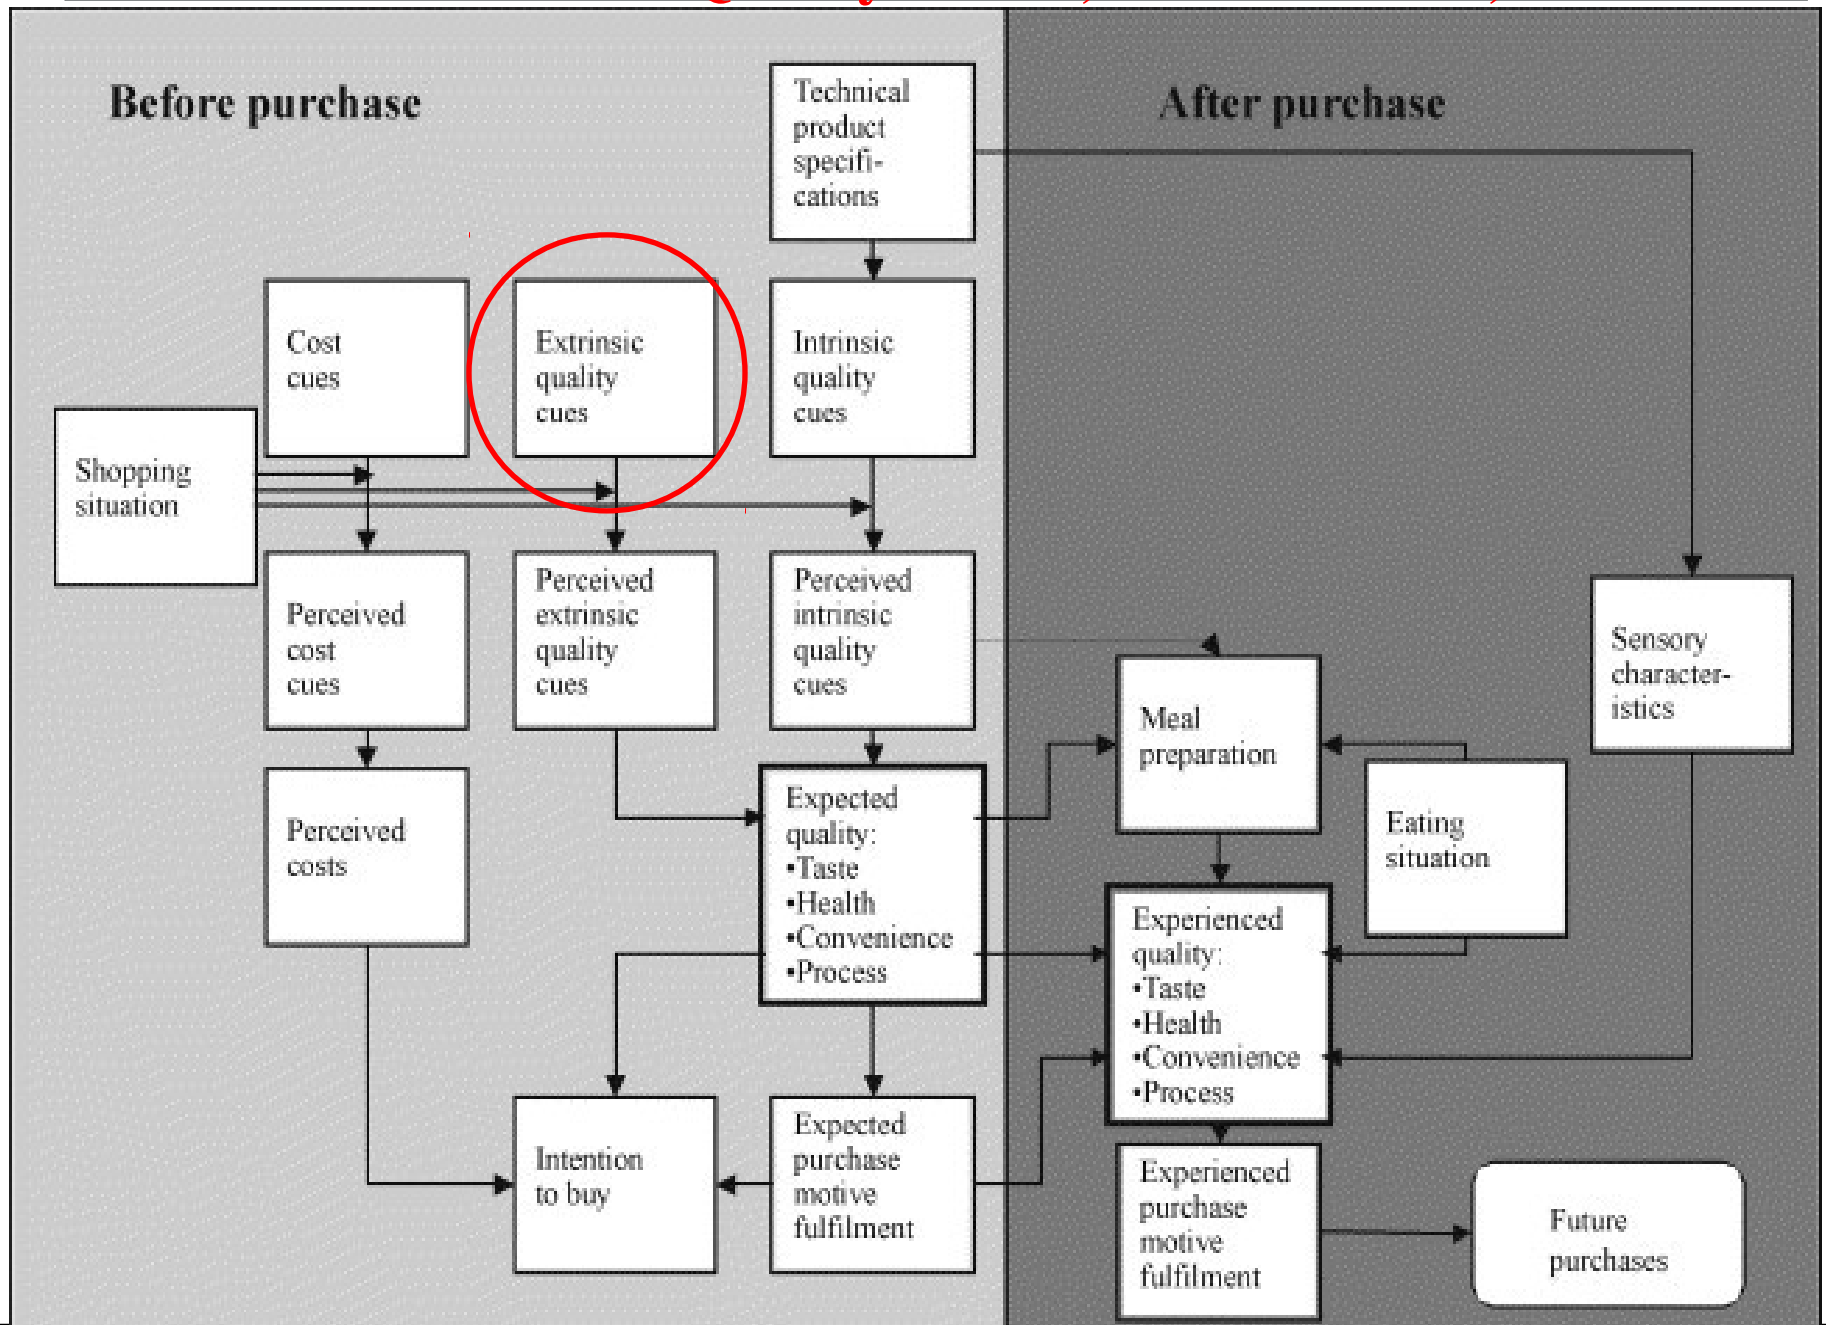 Before purchase
After purchase
Technical
product
specifi-
cations
Cost
cues
Extrinsic
quality
cues
Intrinsic
quality
cues
Shopping
situation
Perceived
cost
cues
Perceived
extrinsic
quality
cues
Perceived
intrinsic
quality
cues
Sensory
character-
istics
Meal
preparation
Perceived
costs
Expected
quality:
•Taste
•Health
•Convenience
•Process
Eating
situation
Experienced
quality:
•Taste
•Health
•Convenience
•Process
Intention
to buy
Expected
purchase
motive
fulfilment
Experienced
purchase
motive
fulfilment
Future
purchases